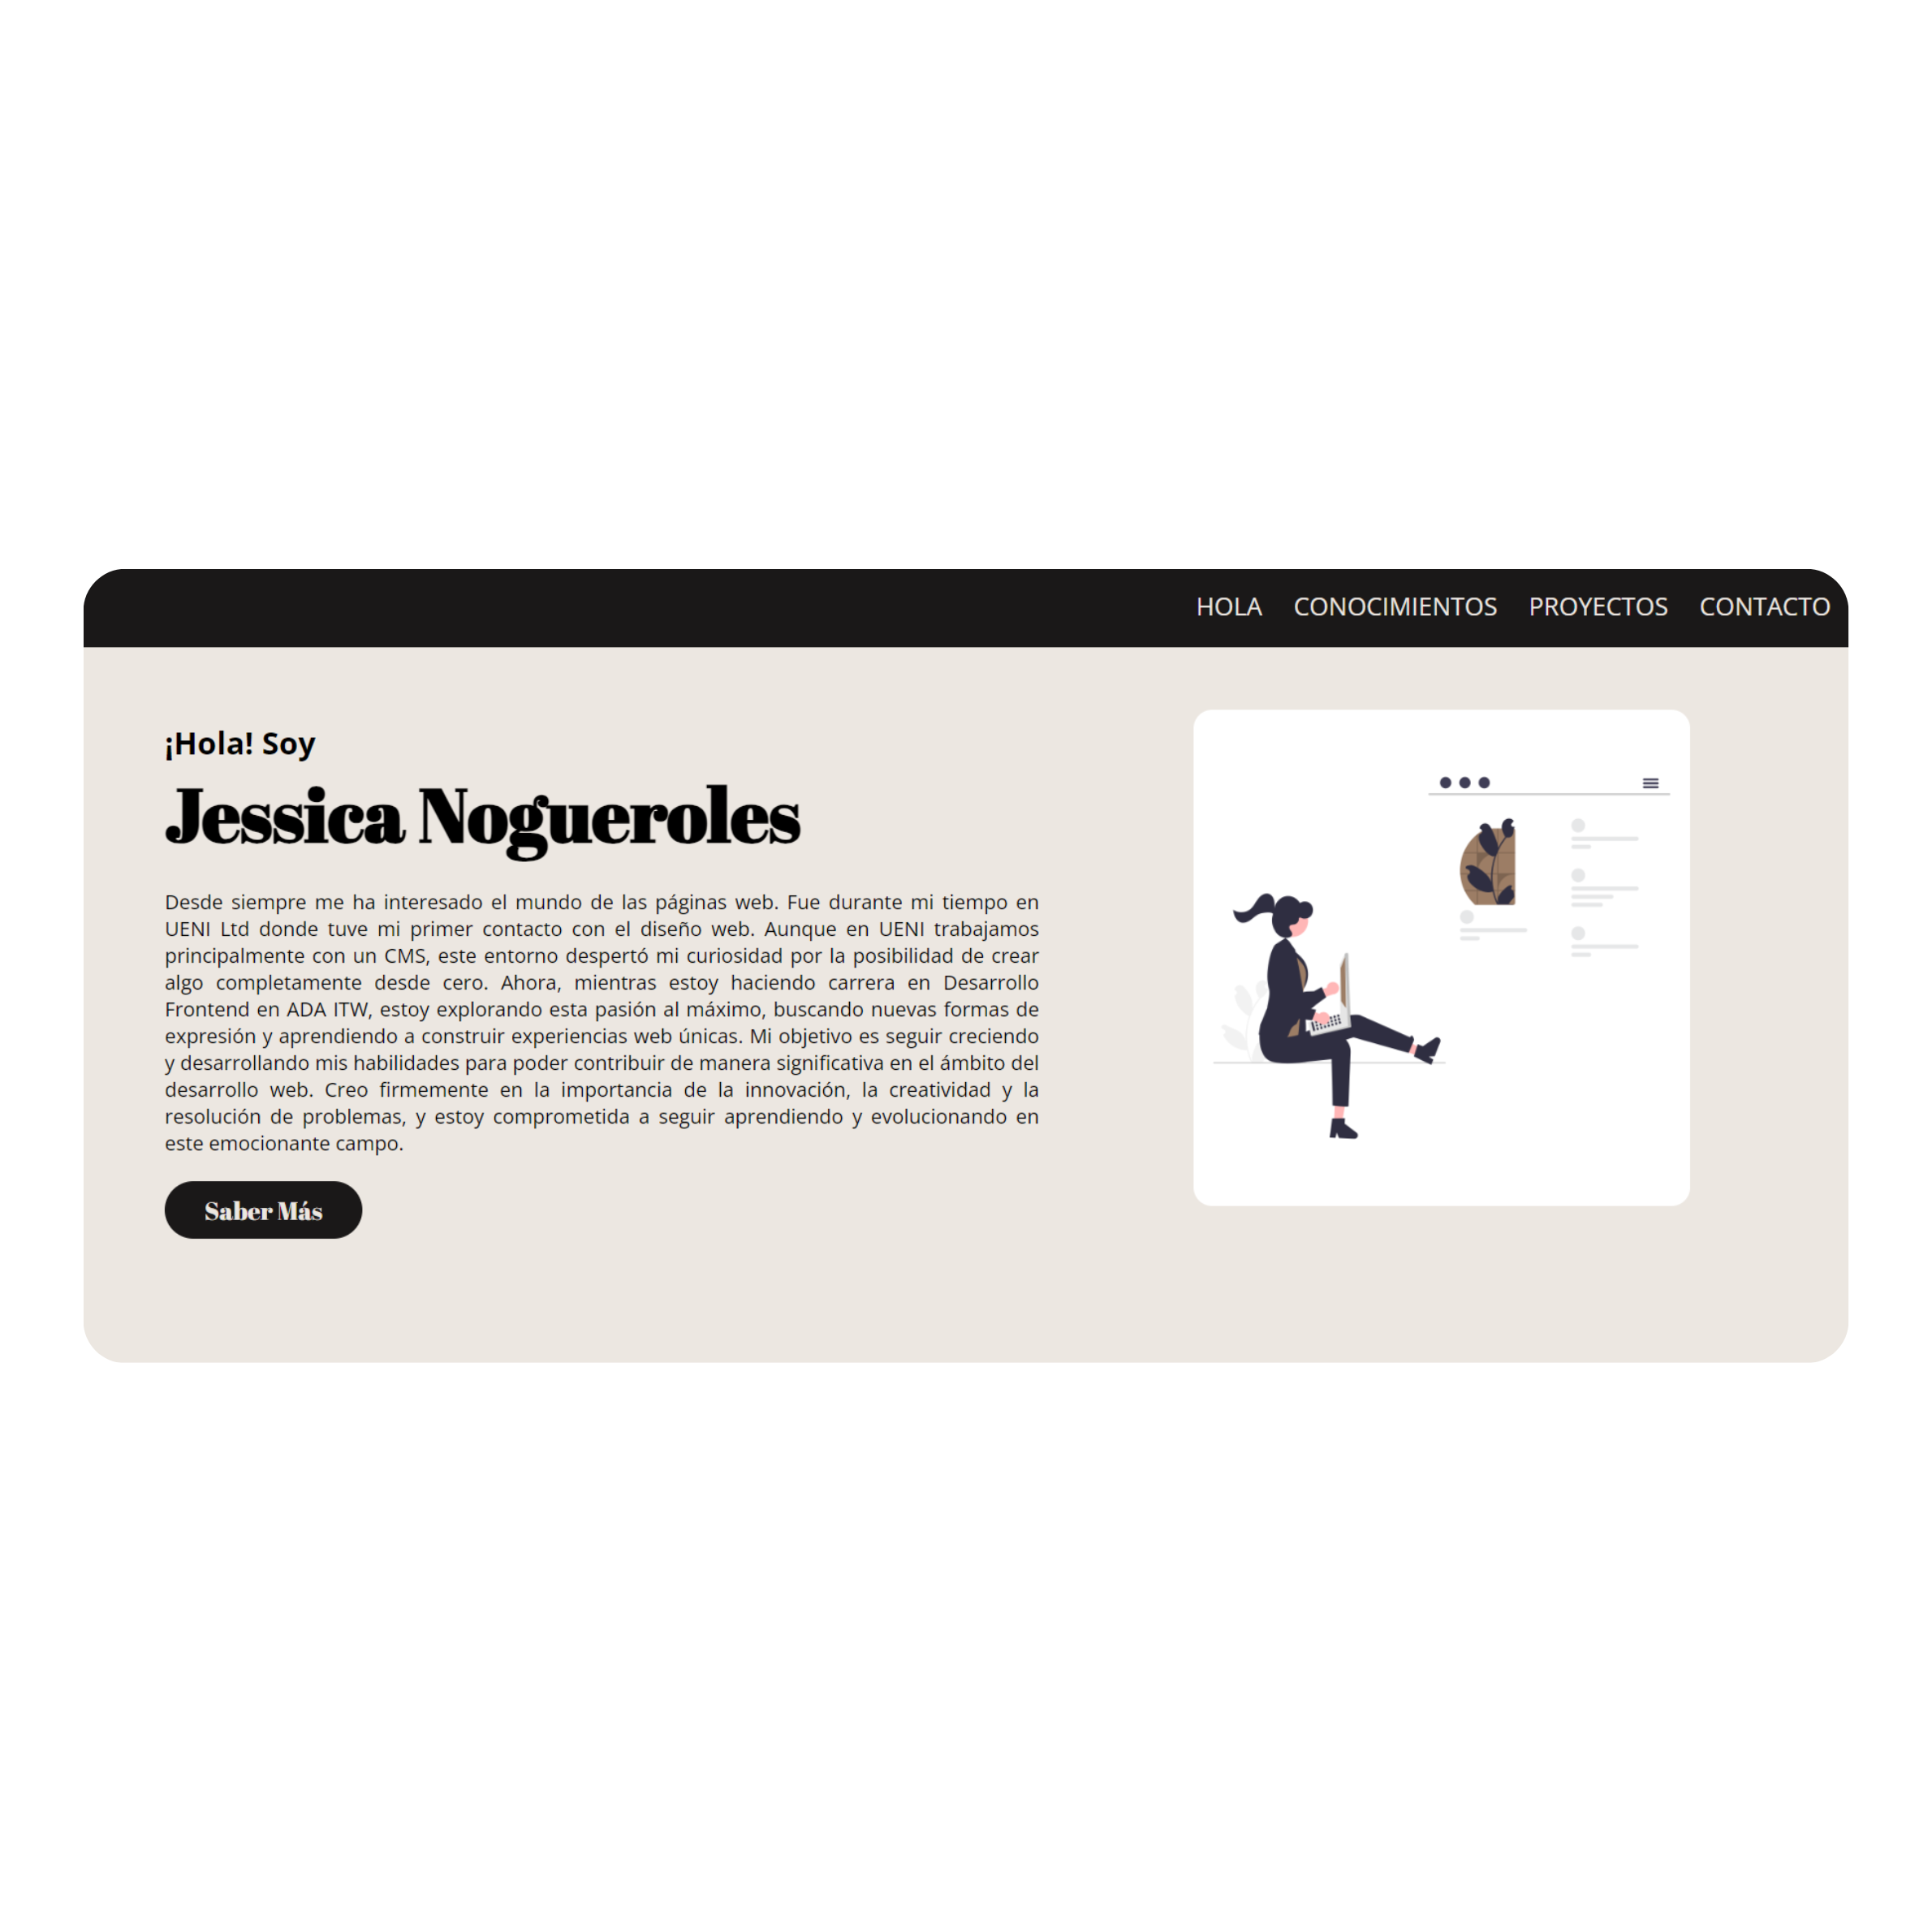 HOLA CONOCIMIENTOS PROYECTOS CONTACTO
¡Hola! Soy
Jessica Nogueroles
Desde siempre me ha interesado el mundo de las páginas web. Fue durante mi tiempo en
UENI Ltd donde tuve mi primer contacto con el diseño web. Aunque en UENI trabajamos
principalmente con un CMS, este entorno despertó mi curiosidad por la posibilidad de crear
algo completamente desde cero. Ahora, mientras estoy haciendo carrera en Desarrollo
Frontend en ADA ITW, estoy explorando esta pasión al máximo, buscando nuevas formas de
expresión y aprendiendo a construir experiencias web únicas. Mi objetivo es seguir creciendo
y desarrollando mis habilidades para poder contribuir de manera significativa en el ámbito del
desarrollo web. Creo firmemente en la importancia de la innovación, la creatividad y la
resolución de problemas, y estoy comprometida a seguir aprendiendo y evolucionando en
este emocionante campo.
Saber Más